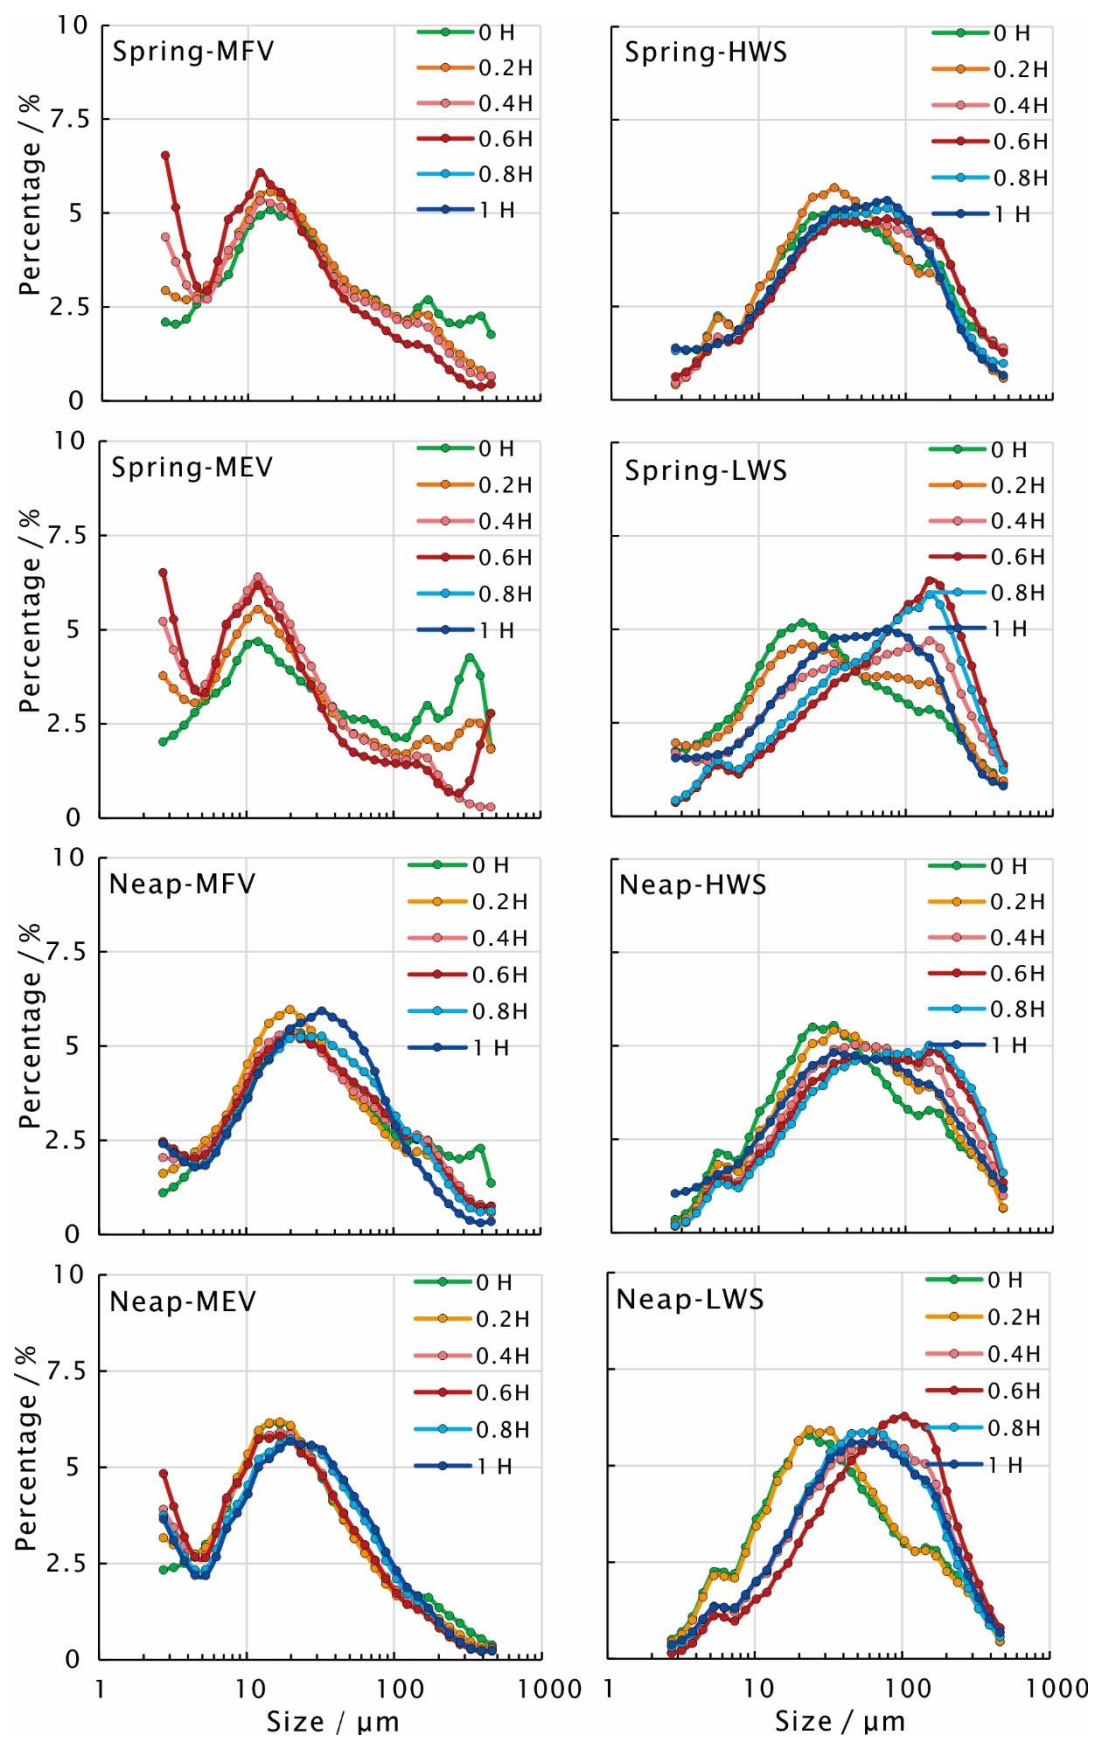 10
7.5
5
2.5
0
Percentage / %
Spring-MFV
0 H
0.2H
0.4H
0.6H
0.8H
1 H
Spring-HWS
0 H
0.2H
0.4H
0.6H
0.8H
1 H
10
7.5
5
2.5
0
Percentage / %
Spring-MEV
0 H
0.2H
0.4H
0.6H
0.8H
1 H
Spring-LWS
0 H
0.2H
0.4H
0.6H
0.8H
1 H
10
7.5
5
2.5
0
Percentage / %
Neap-MFV
0 H
0.2H
0.4H
0.6H
0.8H
1 H
Neap-HWS
0 H
0.2H
0.4H
0.6H
0.8H
1 H
10
7.5
5
2.5
0
Percentage / %
Neap-MEV
0 H
0.2H
0.4H
0.6H
0.8H
1 H
1 10 100 1000
Size / μm
Neap-LWS
0 H
0.2H
0.4H
0.6H
0.8H
1 H
1 10 100 1000
Size / μm